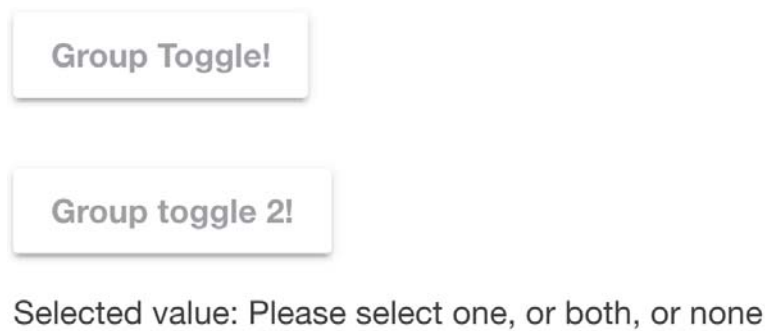 Group Toggle!
Group toggle 2!
Selected value: Please select one, or both, or none